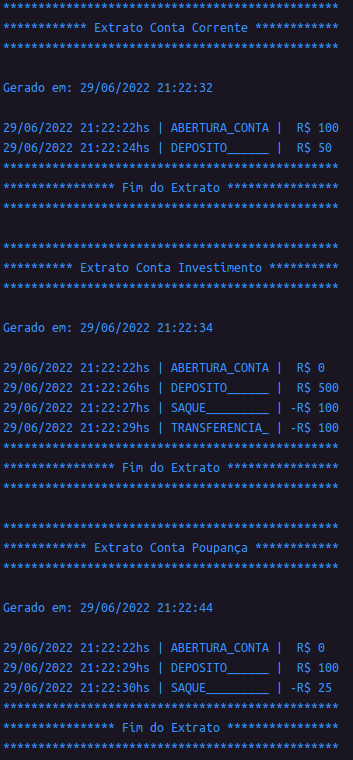 ************************************************
************ Extrato Conta Corrente ************
************************************************

Gerado em: 29/06/2022 21:22:32

29/06/2022 21:22:22hs | ABERTURA_CONTA |  R$ 100
29/06/2022 21:22:24hs | DEPOSITO______ |  R$ 50
************************************************
**************** Fim do Extrato ****************
************************************************

************************************************
********** Extrato Conta Investimento **********
************************************************

Gerado em: 29/06/2022 21:22:34

29/06/2022 21:22:22hs | ABERTURA_CONTA |  R$ 0
29/06/2022 21:22:26hs | DEPOSITO______ |  R$ 500
29/06/2022 21:22:27hs | SAQUE_________ | -R$ 100
29/06/2022 21:22:29hs | TRANSFERENCIA_ | -R$ 100
************************************************
**************** Fim do Extrato ****************
************************************************

************************************************
************ Extrato Conta Poupança ************
************************************************

Gerado em: 29/06/2022 21:22:44

29/06/2022 21:22:22hs | ABERTURA_CONTA |  R$ 0
29/06/2022 21:22:29hs | DEPOSITO______ |  R$ 100
29/06/2022 21:22:30hs | SAQUE_________ | -R$ 25
************************************************
**************** Fim do Extrato ****************
************************************************